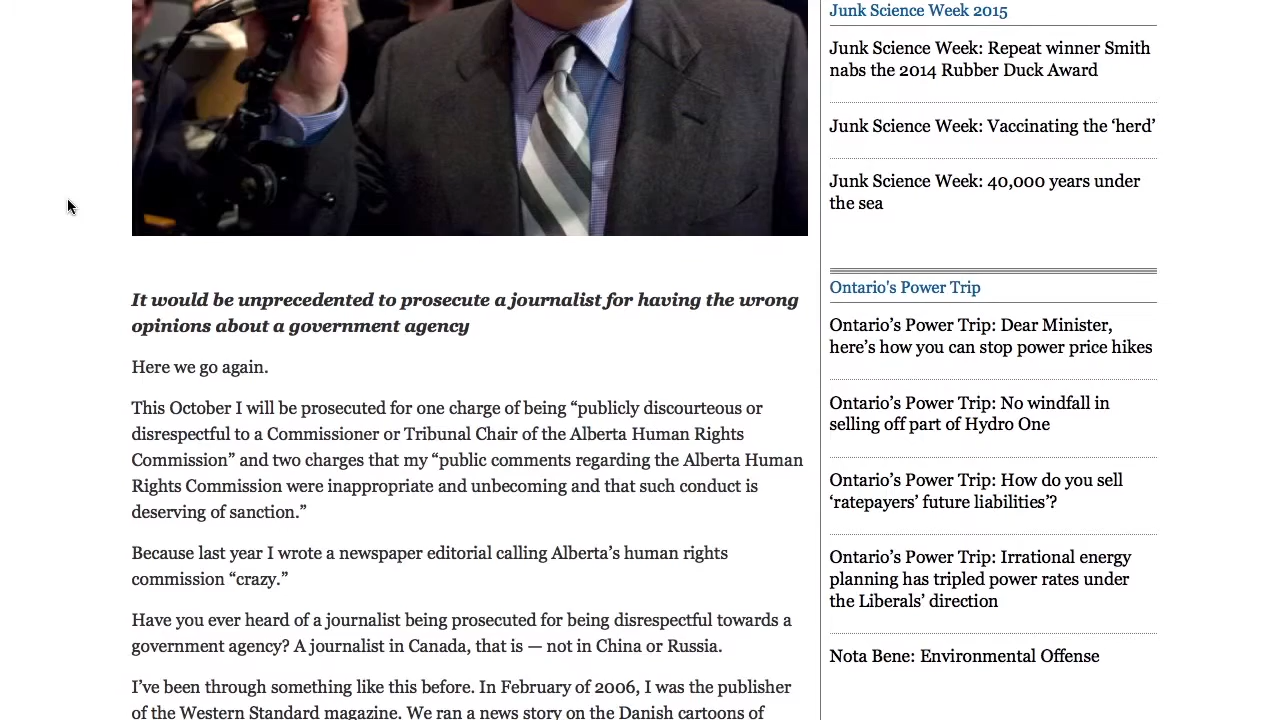 It would be unprecedented to prosecute a journalist for having the wrong
opinions about a government agency
Here we go again.
This October I will be prosecuted for one charge of being “publicly discourteous or
disrespectful to a Commissioner or Tribunal Chair of the Alberta Human Rights
Commission” and two charges that my “public comments regarding the Alberta Human
Rights Commission were inappropriate and unbecoming and that such conduct is
deserving of sanction.”
Because last year I wrote a newspaper editorial calling Alberta’s human rights
commission “crazy.”
Have you ever heard of a journalist being prosecuted for being disrespectful towards a
government agency? A journalist in Canada, that is — not in China or Russia.
I’ve been through something like this before. In February of 2006, I was the publisher
of the Western Standard magazine. We ran a news story on the Danish cartoons of
Junk Science Week 2015
Junk Science Week: Repeat winner Smith
nabs the 2014 Rubber Duck Award
Junk Science Week: Vaccinating the ‘herd’
Junk Science Week: 40,000 years under
the sea
Ontario's Power Trip
Ontario’s Power Trip: Dear Minister,
here’s how you can stop power price hikes
Ontario’s Power Trip: No windfall in
selling off part of Hydro One
Ontario’s Power Trip: How do you sell
‘ratepayers’ future liabilities’?
Ontario’s Power Trip: Irrational energy
planning has tripled power rates under
the Liberals’ direction
Nota Bene: Environmental Offense